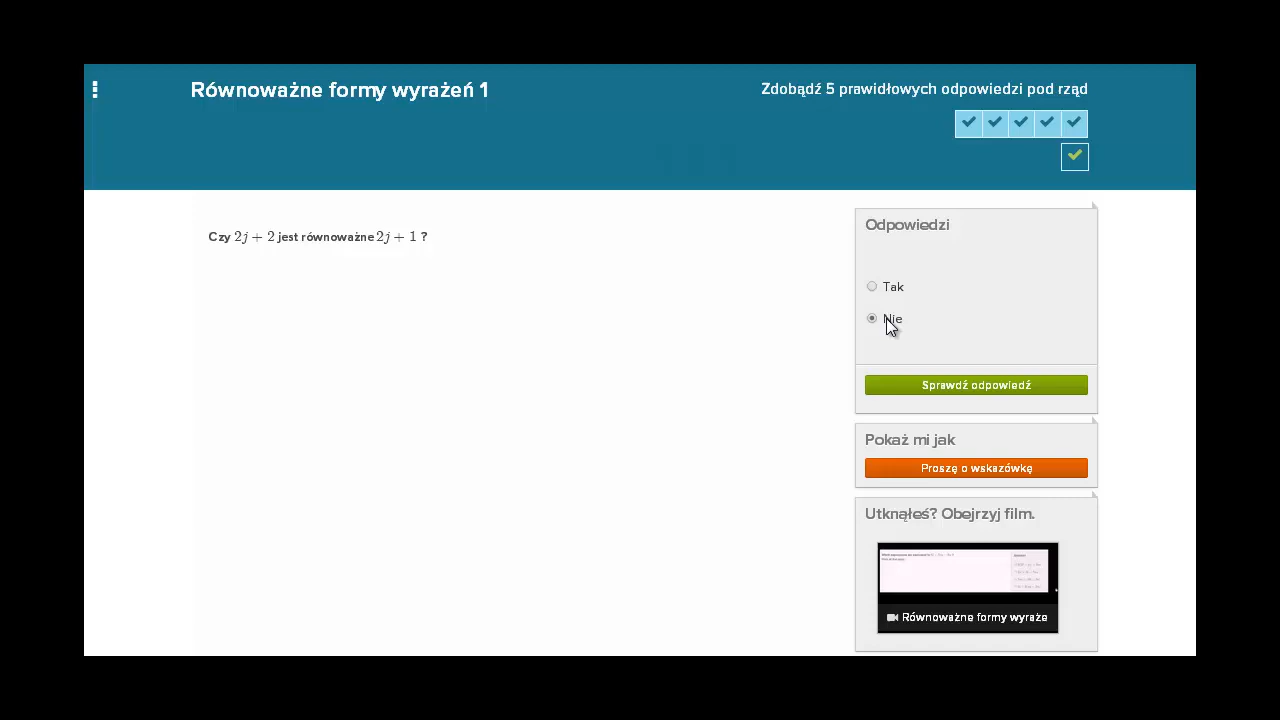 Równoważne formy wyrażeń 1
Zdobądź 5 prawidłowych odpowiedzi pod rząd
Czy 2j + 2 jest równoważne 2j + 1 ?
Odpowiedzi
Tak
Nie
Sprawdź odpowiedź
Pokaż mi jak
Proszę o wskazówkę
Utknąłeś? Obejrzyj film.
Równoważne formy wyraże